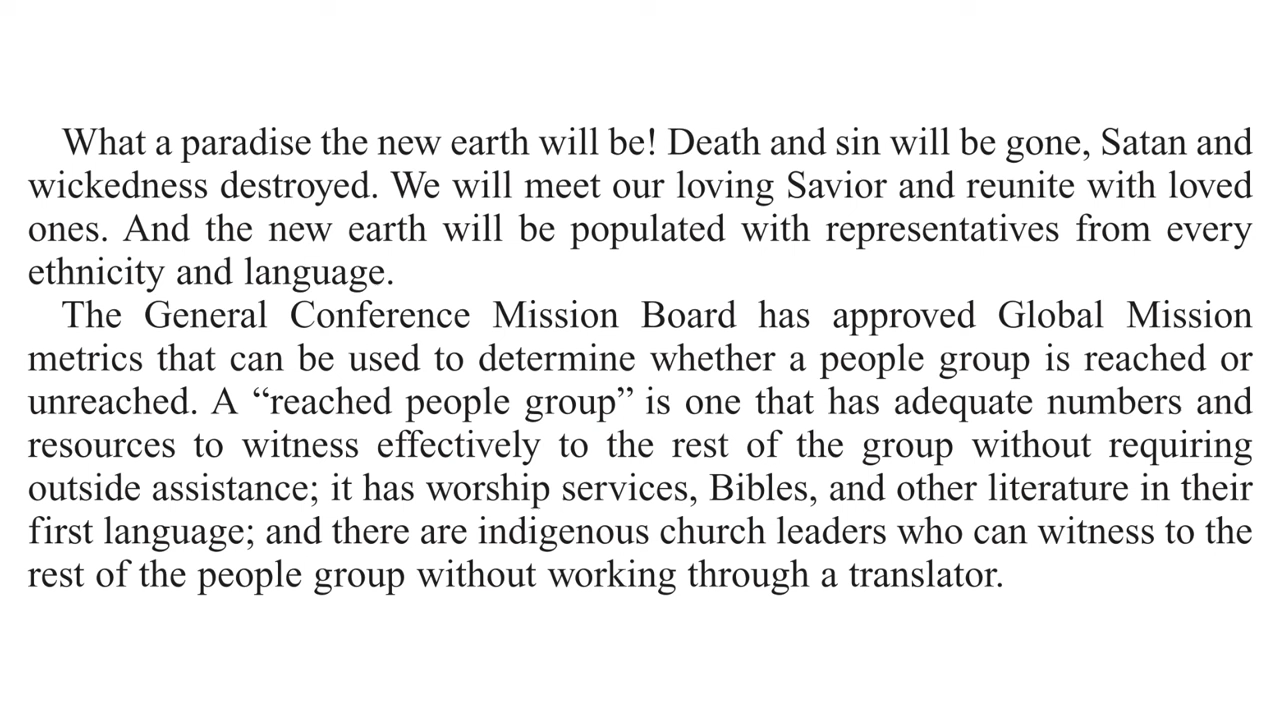 What a paradise the new earth will be! Death and sin will be gone, Satan and
wickedness destroyed. We will meet our loving Savior and reunite with loved
ones. And the new earth will be populated with representatives from every
ethnicity and language.
The General Conference Mission Board has approved Global Mission
metrics that can be used to determine whether a people group is reached or
unreached. A “reached people group” is one that has adequate numbers and
resources to witness effectively to the rest of the group without requiring
outside assistance; it has worship services, Bibles, and other literature in their
first language; and there are indigenous church leaders who can witness to the
rest of the people group without working through a translator.